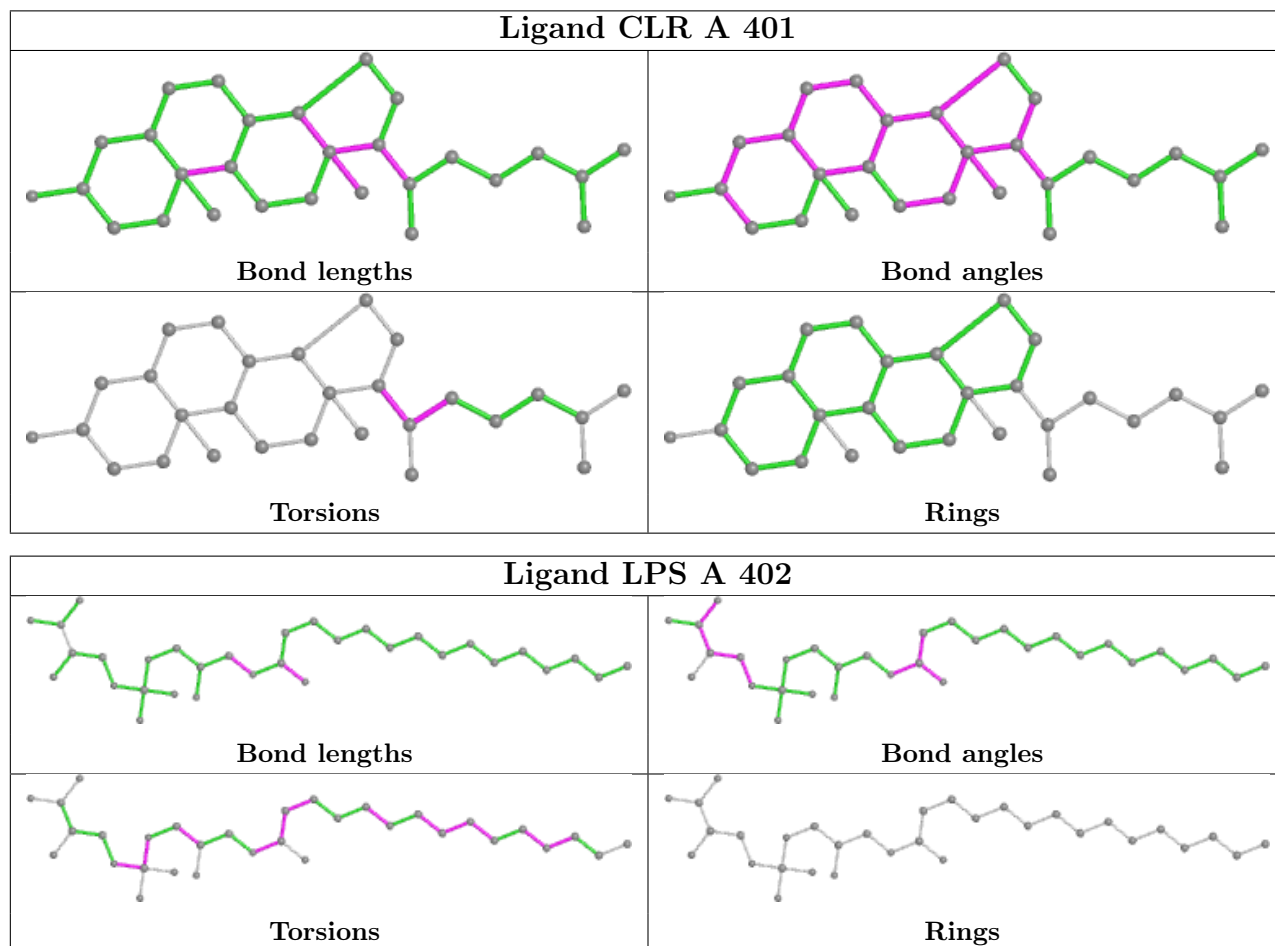 Ligand CLR A 401
Bond lengths
Bond angles
Torsions
Rings
Ligand LPS A 402
Bond lengths
Bond angles
Torsions
Rings